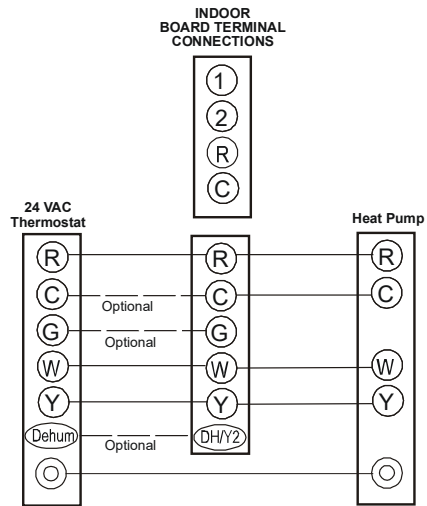 INDOOR
BOARD TERMINAL
CONNECTIONS
1
2
R
C
24 VAC
Thermostat
Heat Pump
R R R
C Optional C C
G Optional G
W W W
Y Y Y
Dehum Optional DH/Y2